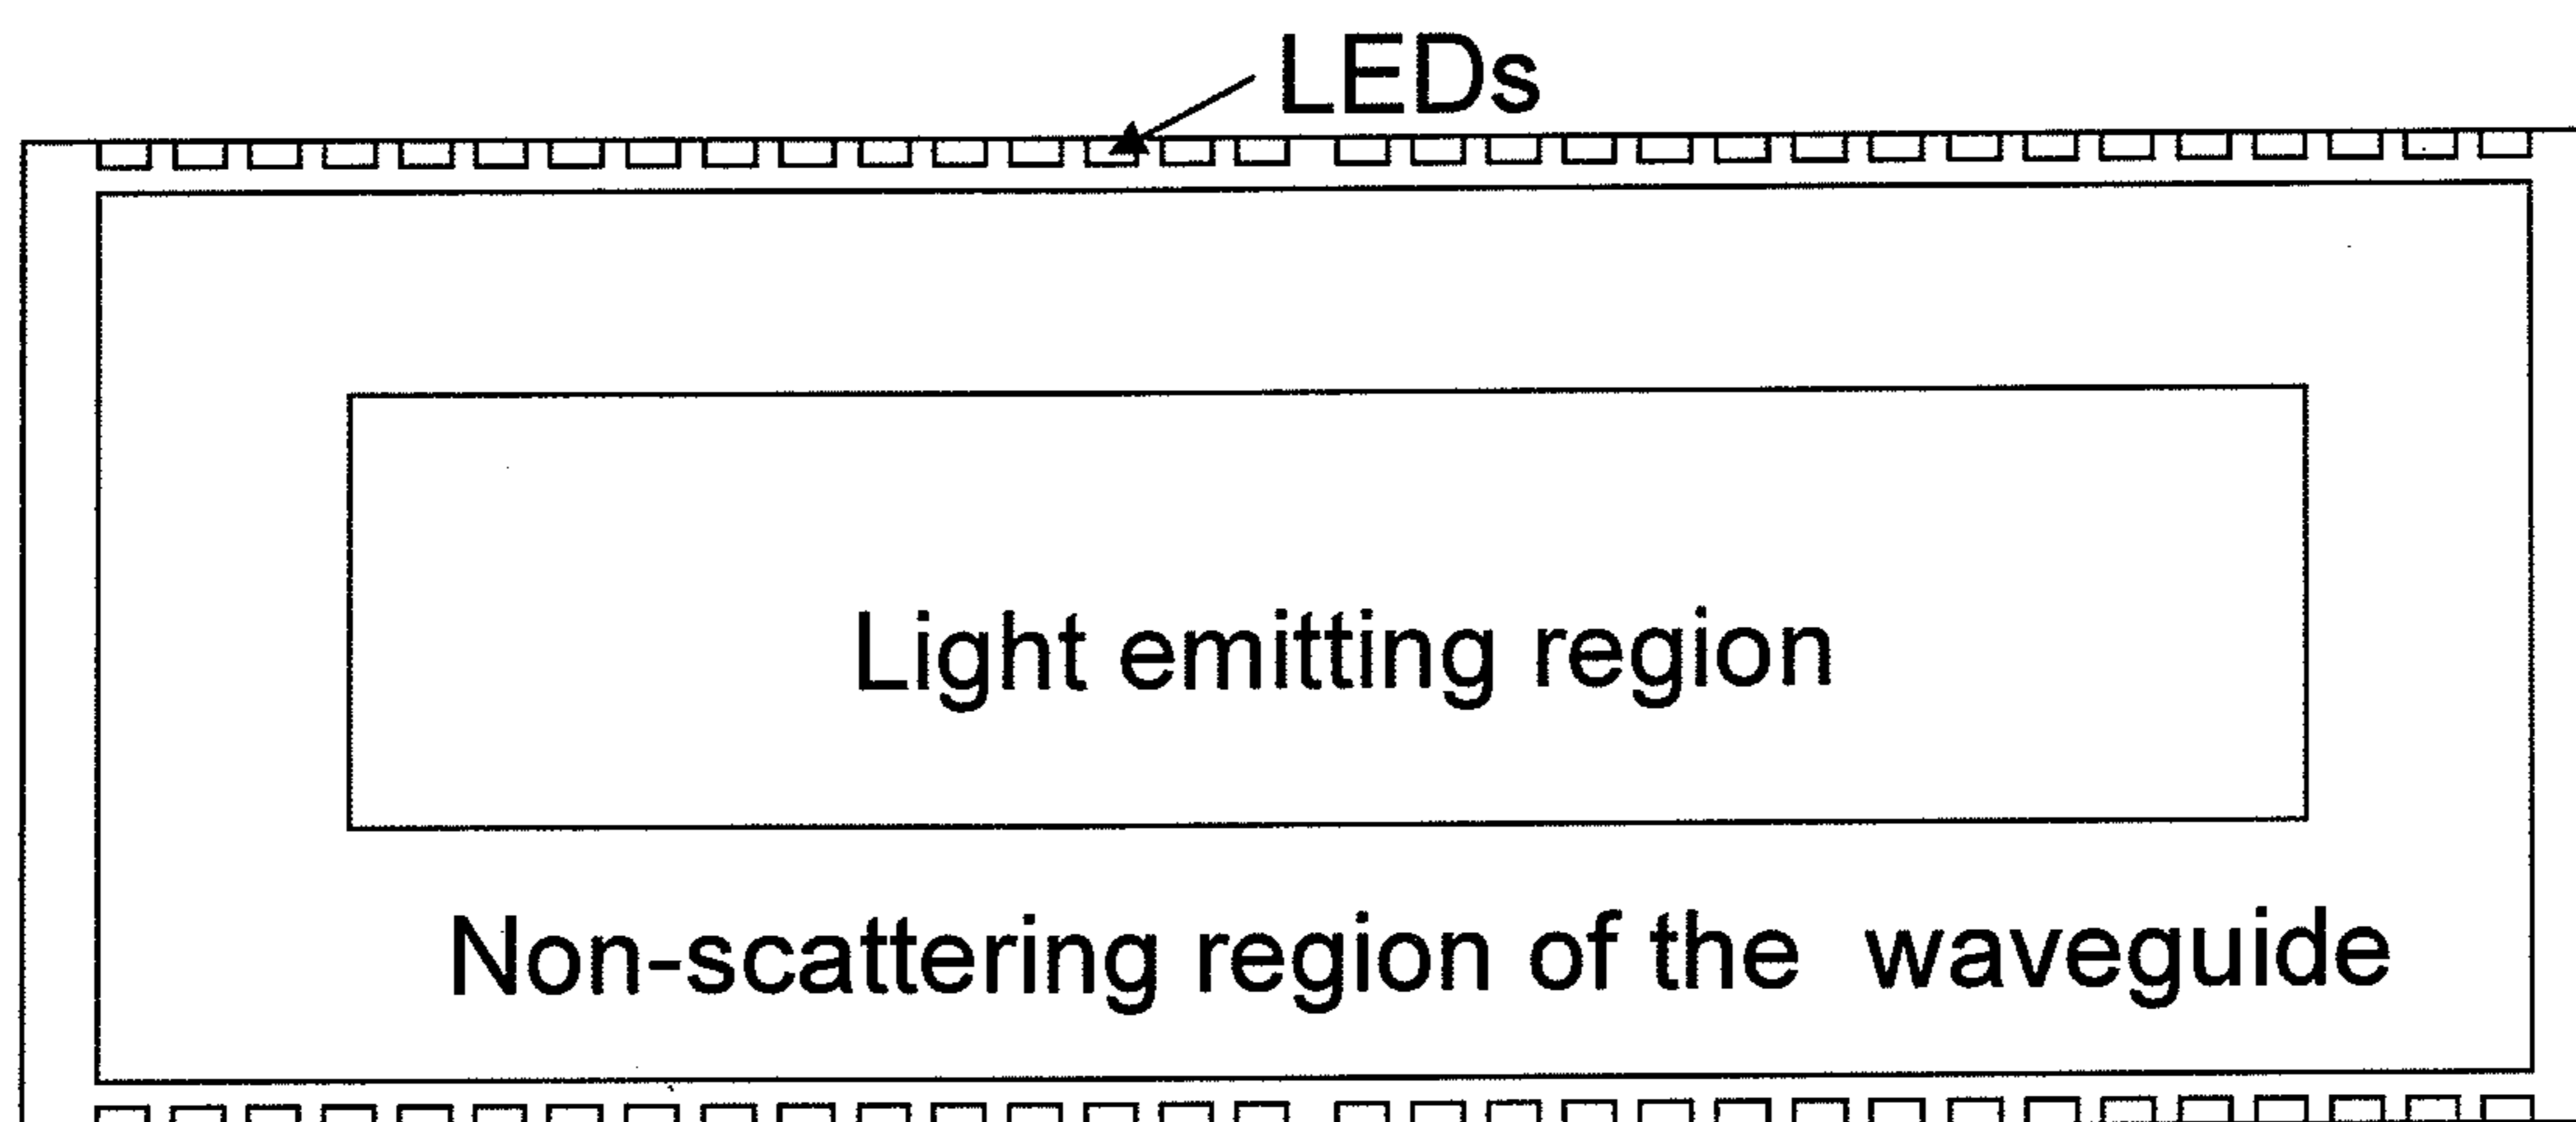 LEDs
Light emitting region
Non-scattering region of the waveguide